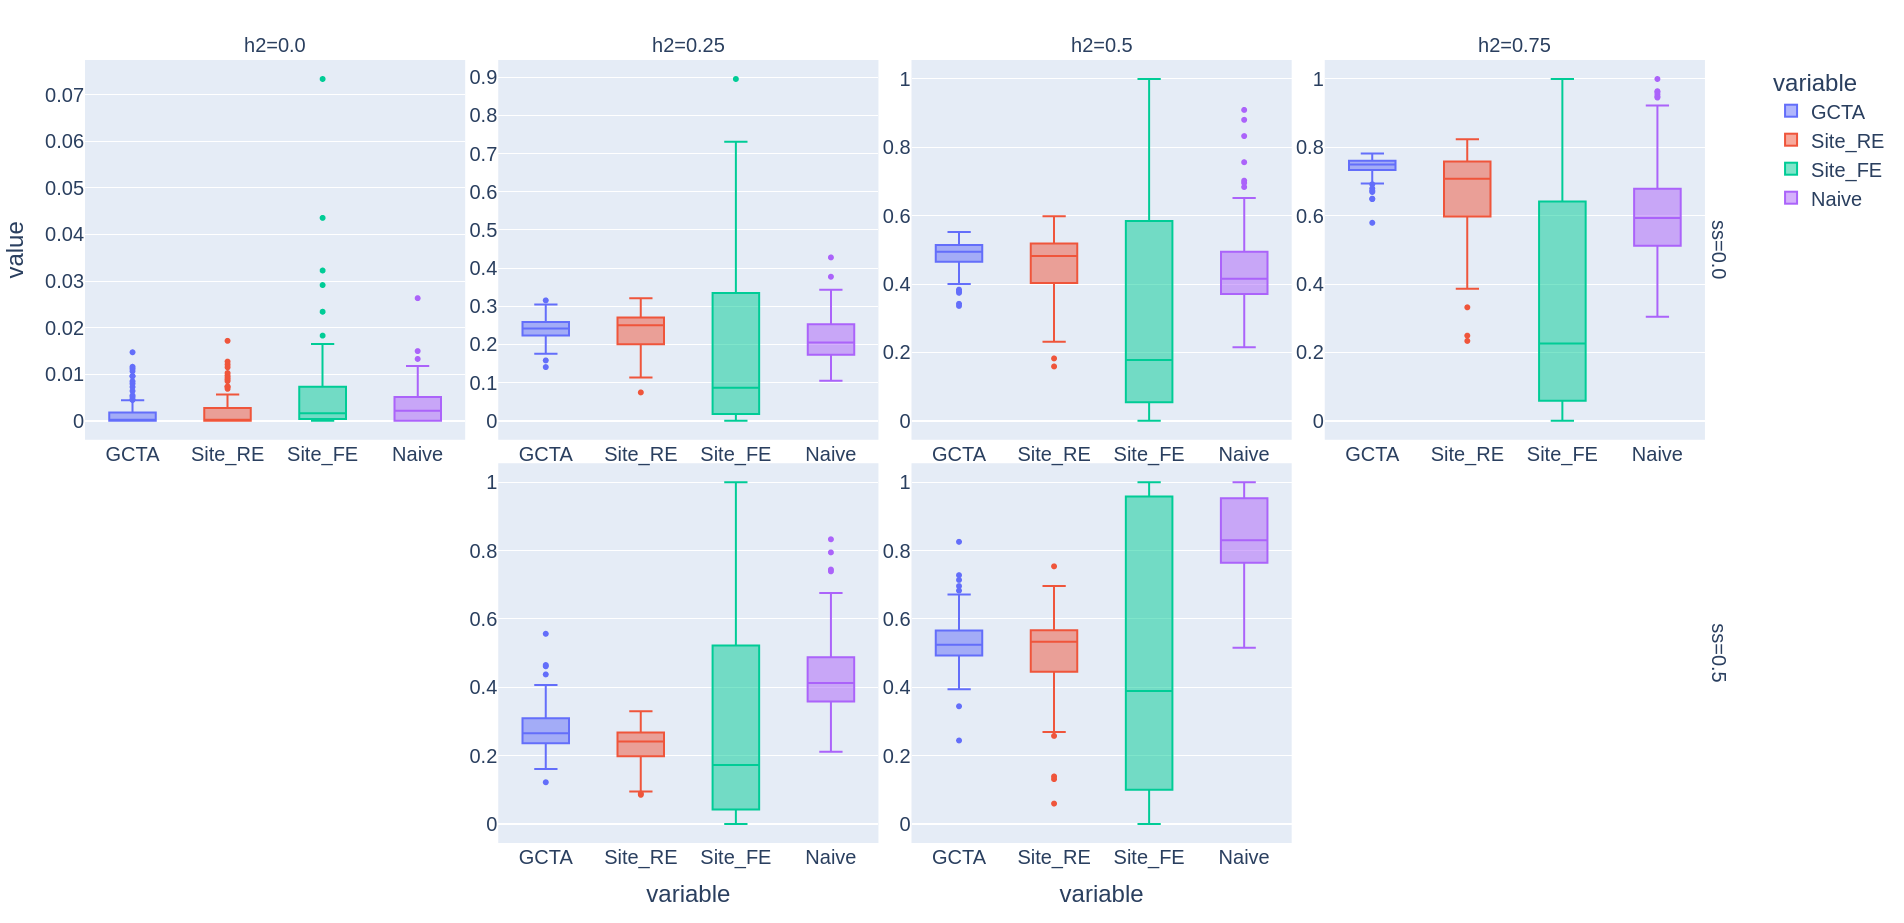 h2=0.0
h2=0.25
h2=0.5
h2=0.75
variable
GCTA
Site_RE
Site_FE
Naive
value
ss=0.0
0.07
0.06
0.05
0.04
0.03
0.02
0.01
0
GCTA Site_RE Site_FE Naive
0.9
0.8
0.7
0.6
0.5
0.4
0.3
0.2
0.1
0
GCTA Site_RE Site_FE Naive
1
0.8
0.6
0.4
0.2
0
GCTA Site_RE Site_FE Naive
1
0.8
0.6
0.4
0.2
0
GCTA Site_RE Site_FE Naive
1
0.8
0.6
0.4
0.2
0
GCTA Site_RE Site_FE Naive
variable
1
0.8
0.6
0.4
0.2
0
GCTA Site_RE Site_FE Naive
variable
ss=0.5